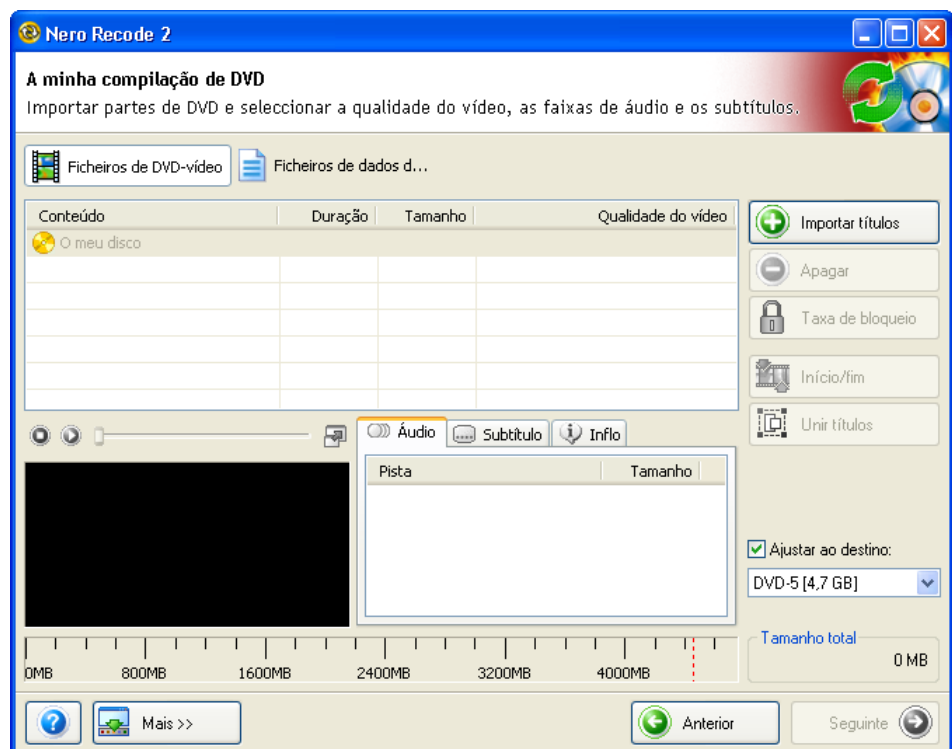 Nero Recode 2
A minha compilação de DVD
Importar partes de DVD e seleccionar a qualidade do vídeo, as faixas de áudio e os subtítulos.
Ficheiros de DVD-vídeo Ficheiros de dados d...
Conteúdo Duração Tamanho Qualidade do vídeo
O meu disco
Importar títulos
Apagar
Taxa de bloqueio
Início/fim
Unir títulos
Áudio Subtítulo Inflo
Pista Tamanho
Ajustar ao destino:
DVD-5 [4,7 GB]
Tamanho total
0 MB
0MB 800MB 1600MB 2400MB 3200MB 4000MB
Mais >> Anterior Seguinte